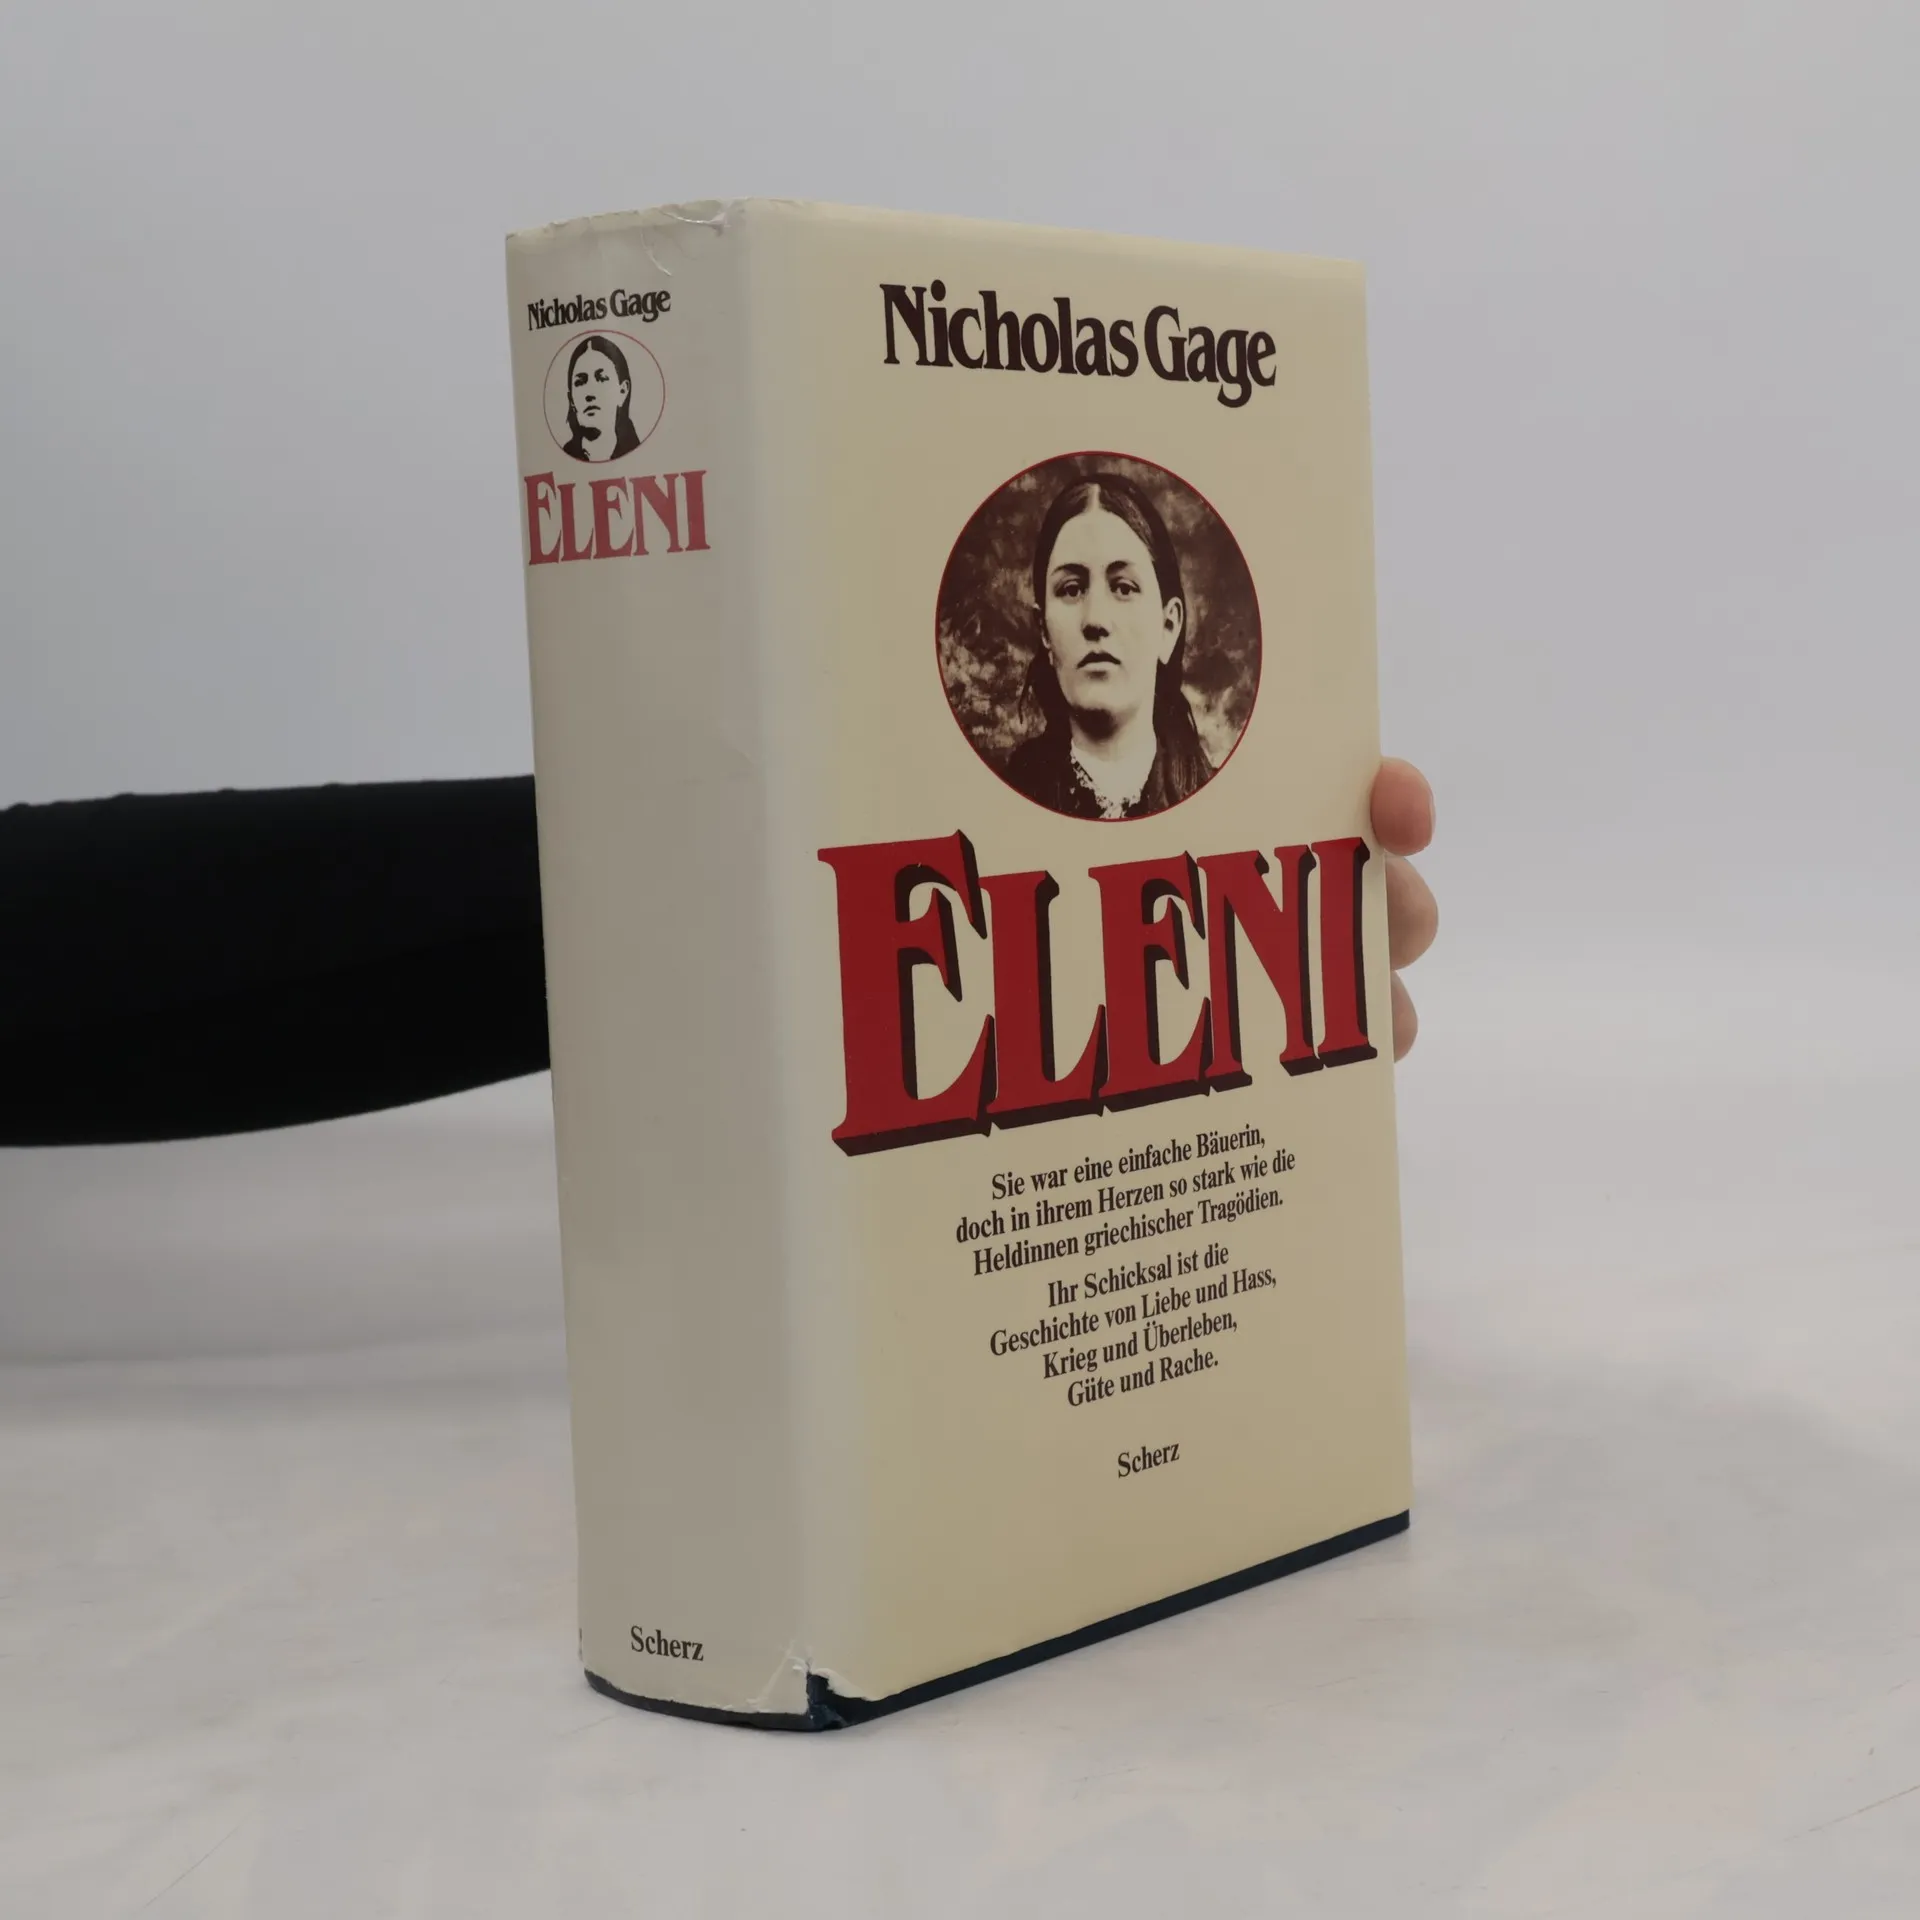 Nicholas Gage
ELENI
Scherz
Nicholas Gage
ELENI
Sie war eine einfache Bäuerin,
doch in ihrem Herzen so stark wie die
Heldinnen griechischer Tragödien.
Ihr Schicksal ist die
Geschichte von Liebe und Hass,
Krieg und Überleben,
Güte und Rache.
Scherz